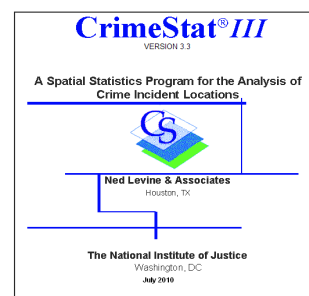 CrimeStat® III
VERSION 3.3
A Spatial Statistics Program for the Analysis of
Crime Incident Locations
CS
Ned Levine & Associates
Houston, TX
The National Institute of Justice
Washington, DC
July 2010